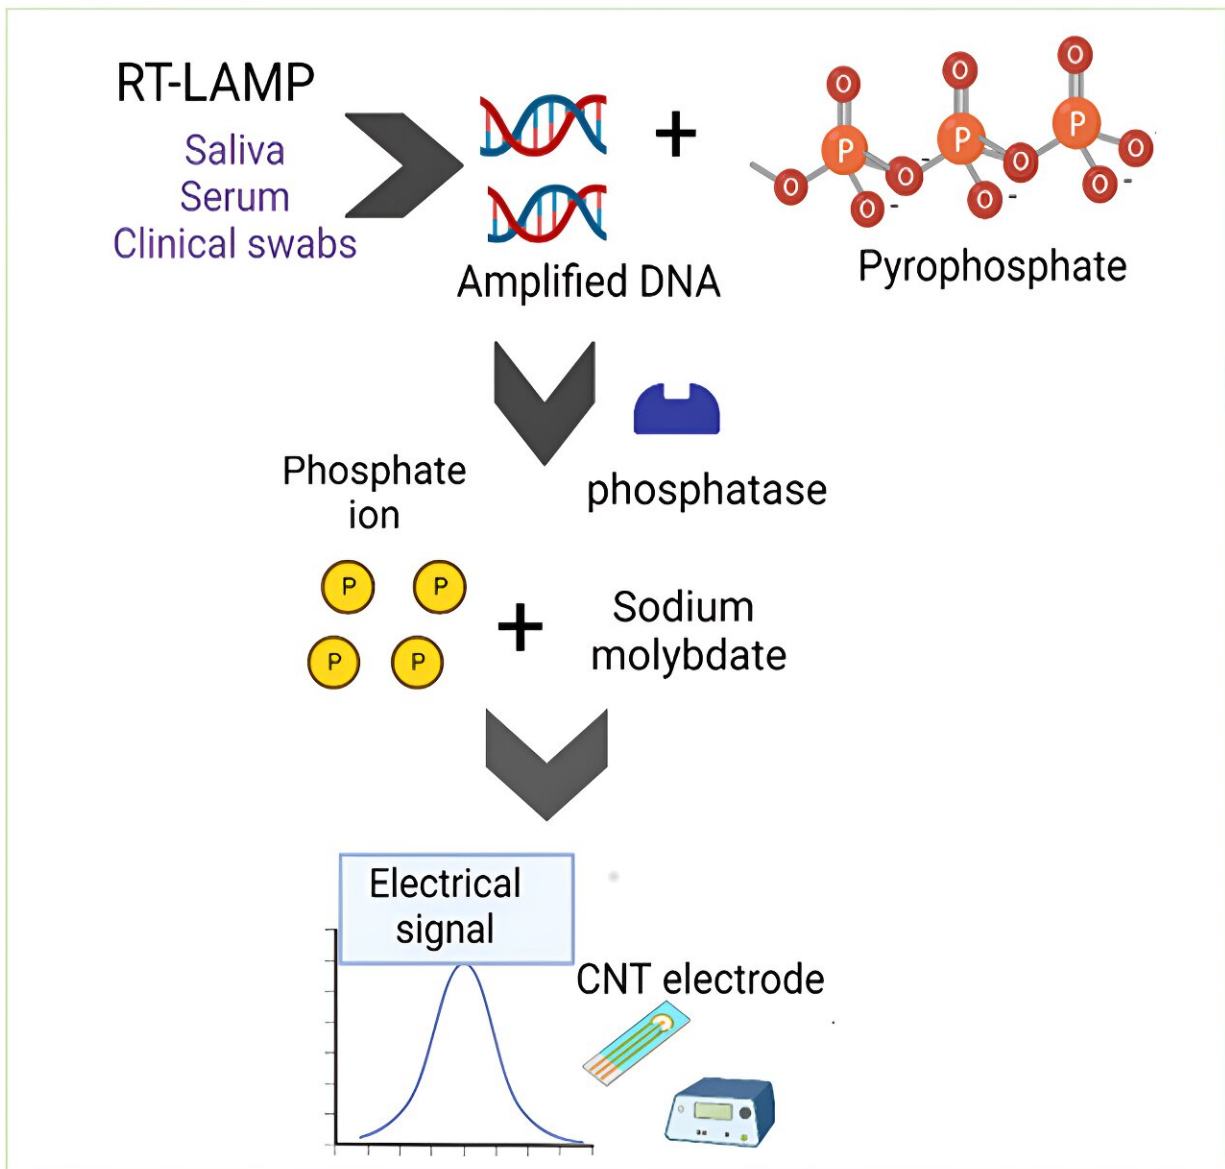 RT-LAMP
Saliva
Serum
Clinical swabs
Amplified DNA
+
O
O
O
P
P
P
O
O
O
O
O -
O -
O -
-
Pyrophosphate
phosphatase
Phosphate
ion
P
P
P
P
+
Sodium
molybdate
Electrical
signal
CNT electrode